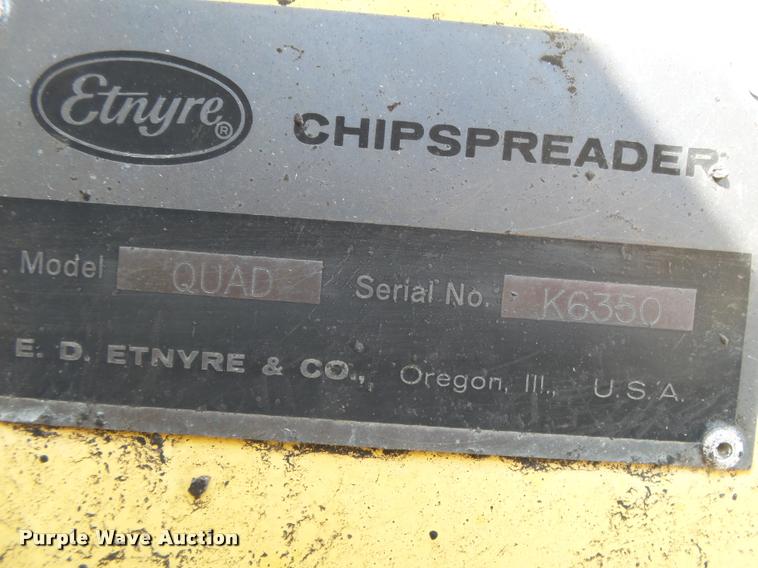 Etnyre ®
CHIPSPREADER
Model QUAD Serial No. K6350
E. D. ETNYRE & CO., Oregon, Ill., U.S.A.
Purple Wave Auction